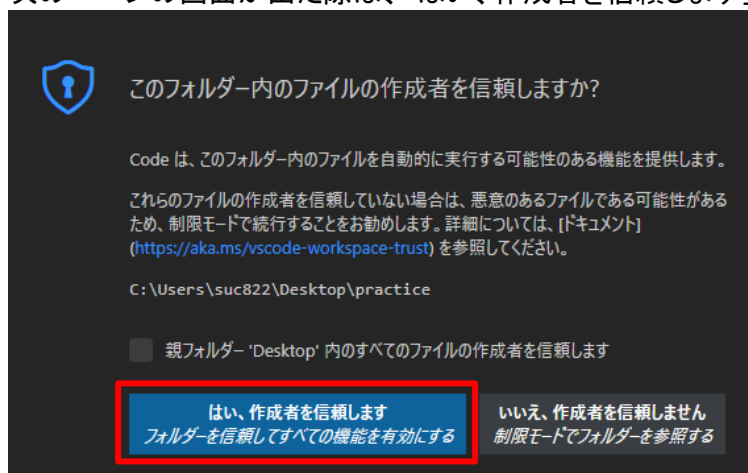 このフォルダー内のファイルの作成者を信頼しますか?
Code は、このフォルダー内のファイルを自動的に実行する可能性のある機能を提供します。
これらのファイルの作成者を信頼していない場合は、悪意のあるファイルである可能性がある
ため、制限モードで続行することをお勧めします。詳細については、[ドキュメント]
(https://aka.ms/vscode-workspace-trust) を参照してください。
C:\Users\suc822\Desktop\practice
親フォルダー 'Desktop' 内のすべてのファイルの作成者を信頼します
はい、作成者を信頼します
フォルダーを信頼してすべての機能を有効にする
いいえ、作成者を信頼しません
制限モードでフォルダーを参照する